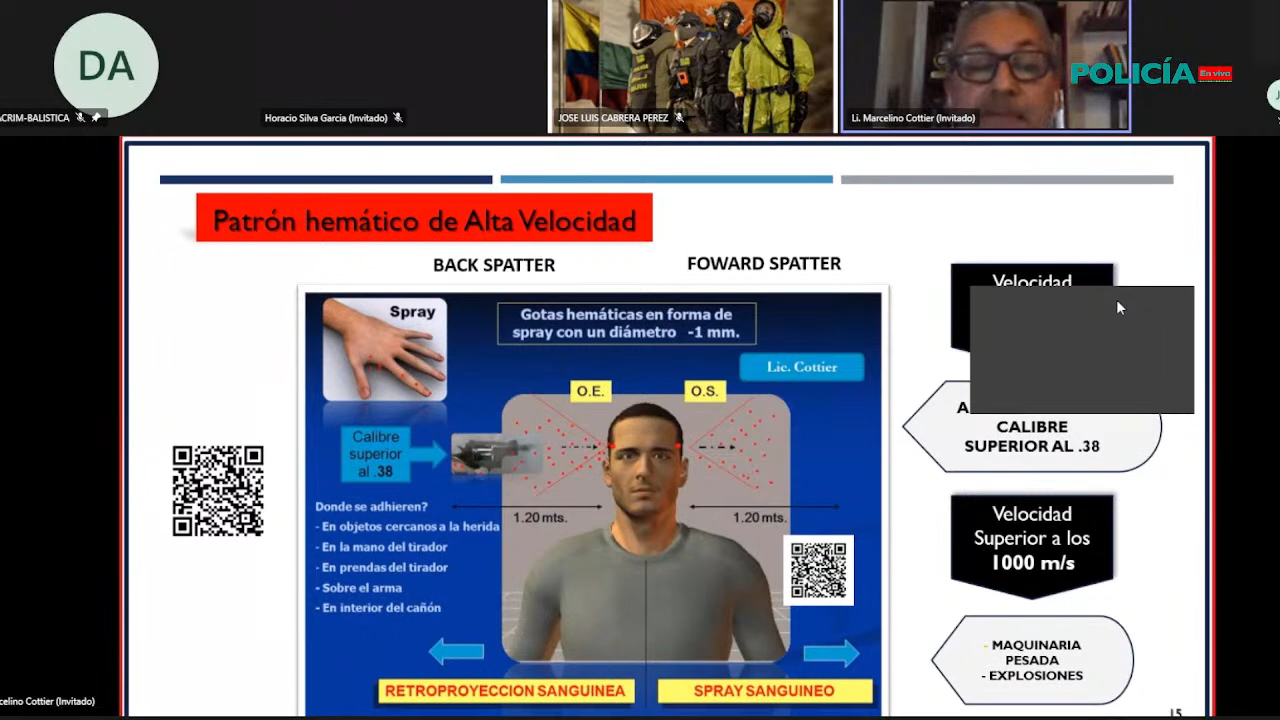 DA
ACRIM-BALISTICA
Horacio Silva Garcia (Invitado)
JOSE LUIS CABRERA PEREZ
Li. Marcelino Cottier (Invitado)
POLICÍA
En vivo
Patrón hemático de Alta Velocidad
BACK SPATTER
FOWARD SPATTER
Spray
Gotas hemáticas en forma de
spray con un diámetro -1 mm.
Lic. Cottier
O.E.
O.S.
Calibre
superior
al .38
Donde se adhieren?
- En objetos cercanos a la herida
- En la mano del tirador
- En prendas del tirador
- Sobre el arma
- En interior del cañón
1.20 mts.
1.20 mts.
RETROPROYECCION SANGUINEA
SPRAY SANGUINEO
Velocidad
CALIBRE
SUPERIOR AL .38
Velocidad
Superior a los
1000 m/s
- MAQUINARIA
PESADA
- EXPLOSIONES
15
celino Cottier (Invitado)